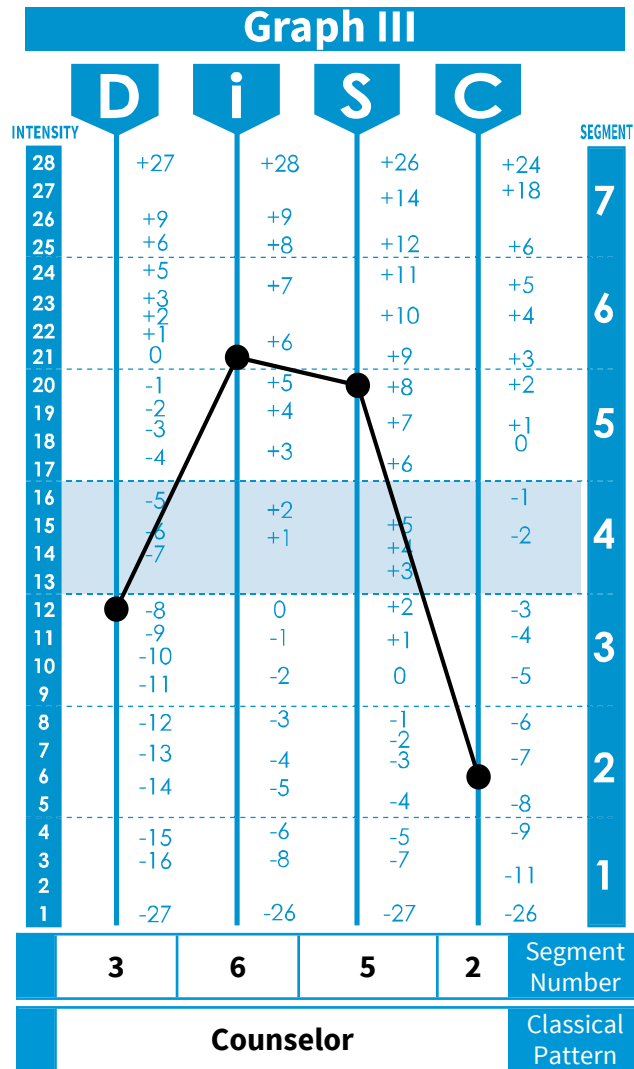 Graph III
D i S C
INTENSITY SEGMENT
28 +27 +28 +26 +24
27 +14 +18 7
26 +9 +9
25 +6 +8 +12 +6
24 +5 +7 +11 +5
23 +3 +10 +4 6
+2
22 +1 +6
21 0 +9 +3
20 -1 +5 +8 +2
19 -2 +4 +7 +1 5
18 -3 +3 0
17 -4 +6
16 -5 +2 -1
15 -6 +1 +5 -2 4
14 -7 +4
13 +3
12 -8 0 +2 -3
11 -9 -1 +1 -4 3
10 -10 -2 0 -5
9 -11
8 -12 -3 -1 -6
-2
7 -13 -4 -3 -7 2
6 -14 -5
5 -4 -8
4 -15 -6 -5 -9
3 -16 -8 -7
2 -11 1
1 -27 -26 -27 -26
3 6 5 2 Segment
Number
Counselor Classical
Pattern